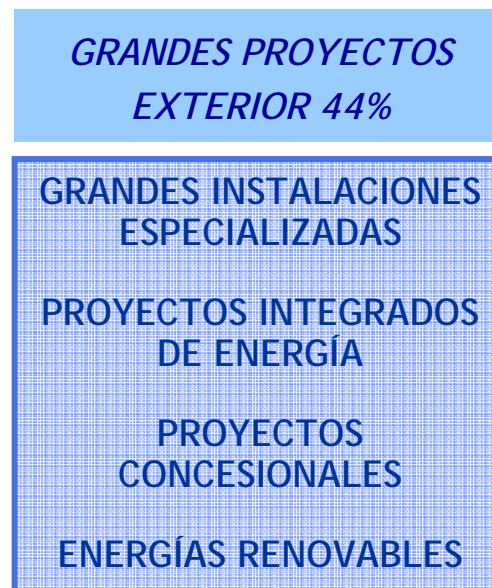 GRANDES PROYECTOS
EXTERIOR 44%
GRANDES INSTALACIONES
ESPECIALIZADAS
PROYECTOS INTEGRADOS
DE ENERGÍA
PROYECTOS
CONCESIONALES
ENERGÍAS RENOVABLES